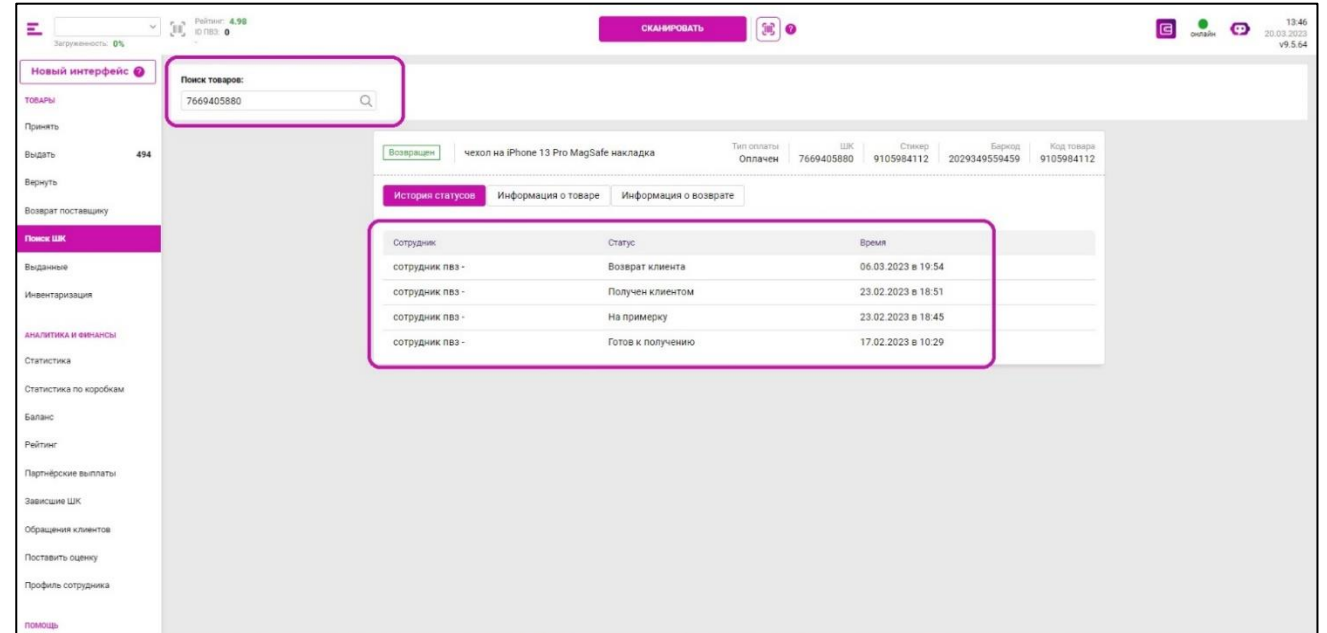 Рейтинг: 4.98
ID ПВЗ: 0
-
Загруженность: 0%
СКАНИРОВАТЬ
?
онлайн
13:46
20.03.2023
v9.5.64
Новый интерфейс ?
ТОВАРЫ
Принять
Выдать 494
Вернуть
Возврат поставщику
Поиск ШК
Выданные
Инвентаризация
АНАЛИТИКА И ФИНАНСЫ
Статистика
Статистика по коробкам
Баланс
Рейтинг
Партнёрские выплаты
Зависшие ШК
Обращения клиентов
Поставить оценку
Профиль сотрудника
ПОМОЩЬ
Поиск товаров:
7669405880
Возвращен чехол на iPhone 13 Pro MagSafe накладка
Тип оплаты ШК Стикер Баркод Код товара
Оплачен 7669405880 9105984112 2029349559459 9105984112
История статусов Информация о товаре Информация о возврате
Сотрудник Статус Время
сотрудник пвз - Возврат клиента 06.03.2023 в 19:54
сотрудник пвз - Получен клиентом 23.02.2023 в 18:51
сотрудник пвз - На примерку 23.02.2023 в 18:45
сотрудник пвз - Готов к получению 17.02.2023 в 10:29